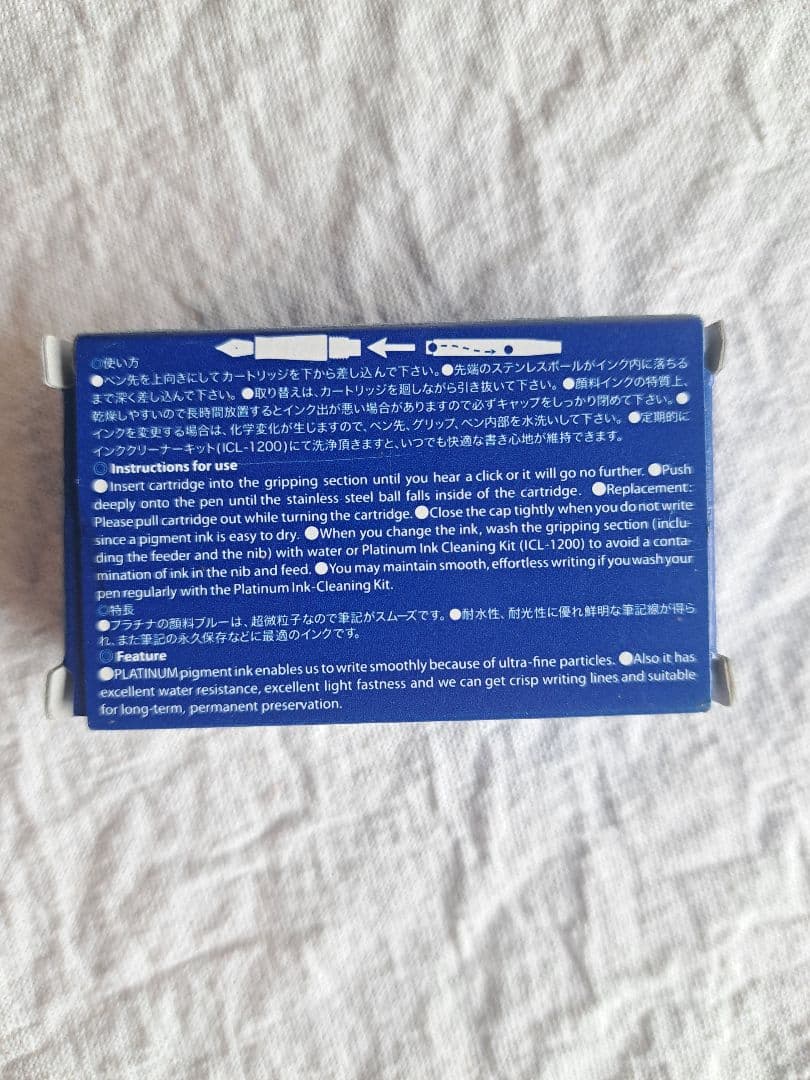 ◎使い方
●ペン先を上向きにしてカートリッジを下から差し込んで下さい。●先端のステンレスボールがインク内に落ちる
まで深く差し込んで下さい。●取り替えは、カートリッジを廻しながら引き抜いて下さい。●顔料インクの特質上、
乾燥しやすいので長時間放置するとインク出が悪い場合がありますので必ずキャップをしっかり閉めて下さい。●
インクを変更する場合は、化学変化が生じますので、ペン先、グリップ、ペン内部を水洗いして下さい。●定期的に
インククリーナーキット(ICL-1200)にて洗浄頂きますと、いつでも快適な書き心地が維持できます。
◎Instructions for use
●Insert cartridge into the gripping section until you hear a click or it will go no further. ●Push
deeply onto the pen until the stainless steel ball falls inside of the cartridge. ●Replacement:
Please pull cartridge out while turning the cartridge. ●Close the cap tightly when you do not write
since a pigment ink is easy to dry. ●When you change the ink, wash the gripping section (inclu-
ding the feeder and the nib) with water or Platinum Ink Cleaning Kit (ICL-1200) to avoid a conta-
mination of ink in the nib and feed. ●You may maintain smooth, effortless writing if you wash your
pen regularly with the Platinum Ink-Cleaning Kit.
◎特長
●プラチナの顔料ブルーは、超微粒子なので筆記がスムーズです。●耐水性、耐光性に優れ鮮明な筆記線が得ら
れ、また筆記の永久保存などに最適のインクです。
◎Feature
●PLATINUM pigment ink enables us to write smoothly because of ultra-fine particles. ●Also it has
excellent water resistance, excellent light fastness and we can get crisp writing lines and suitable
for long-term, permanent preservation.